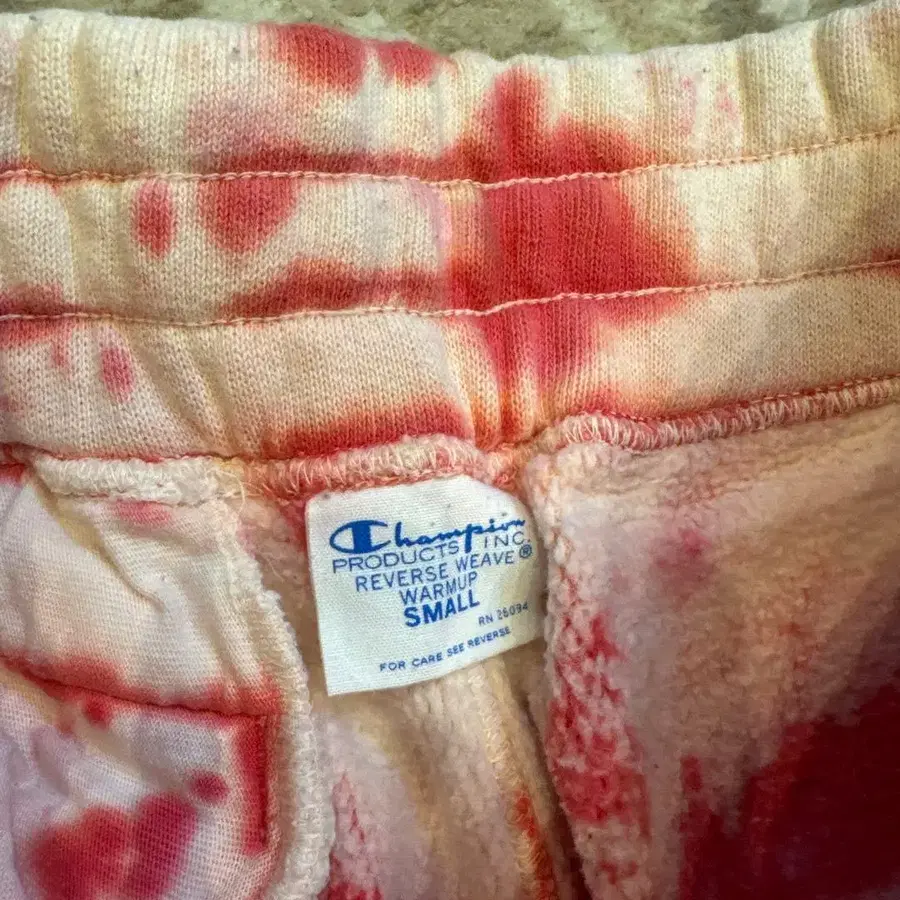 Champion
PRODUCTS INC.
REVERSE WEAVE ®
WARMUP
SMALL
RN 26094
FOR CARE SEE REVERSE